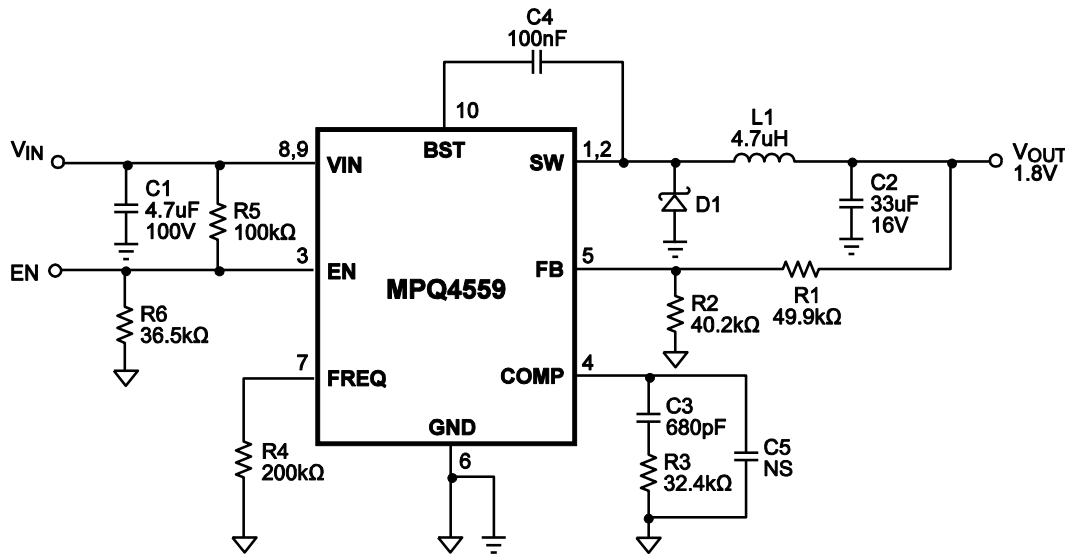 C4
100nF
10
L1
4.7uH
VIN
8,9
VIN
BST
SW
1,2
VOUT
1.8V
C1
4.7uF
100V
R5
100kΩ
D1
C2
33uF
16V
EN
3
EN
FB
5
MPQ4559
R6
36.5kΩ
R2
40.2kΩ
R1
49.9kΩ
7
FREQ
COMP
4
C3
680pF
GND
R4
200kΩ
6
R3
32.4kΩ
C5
NS